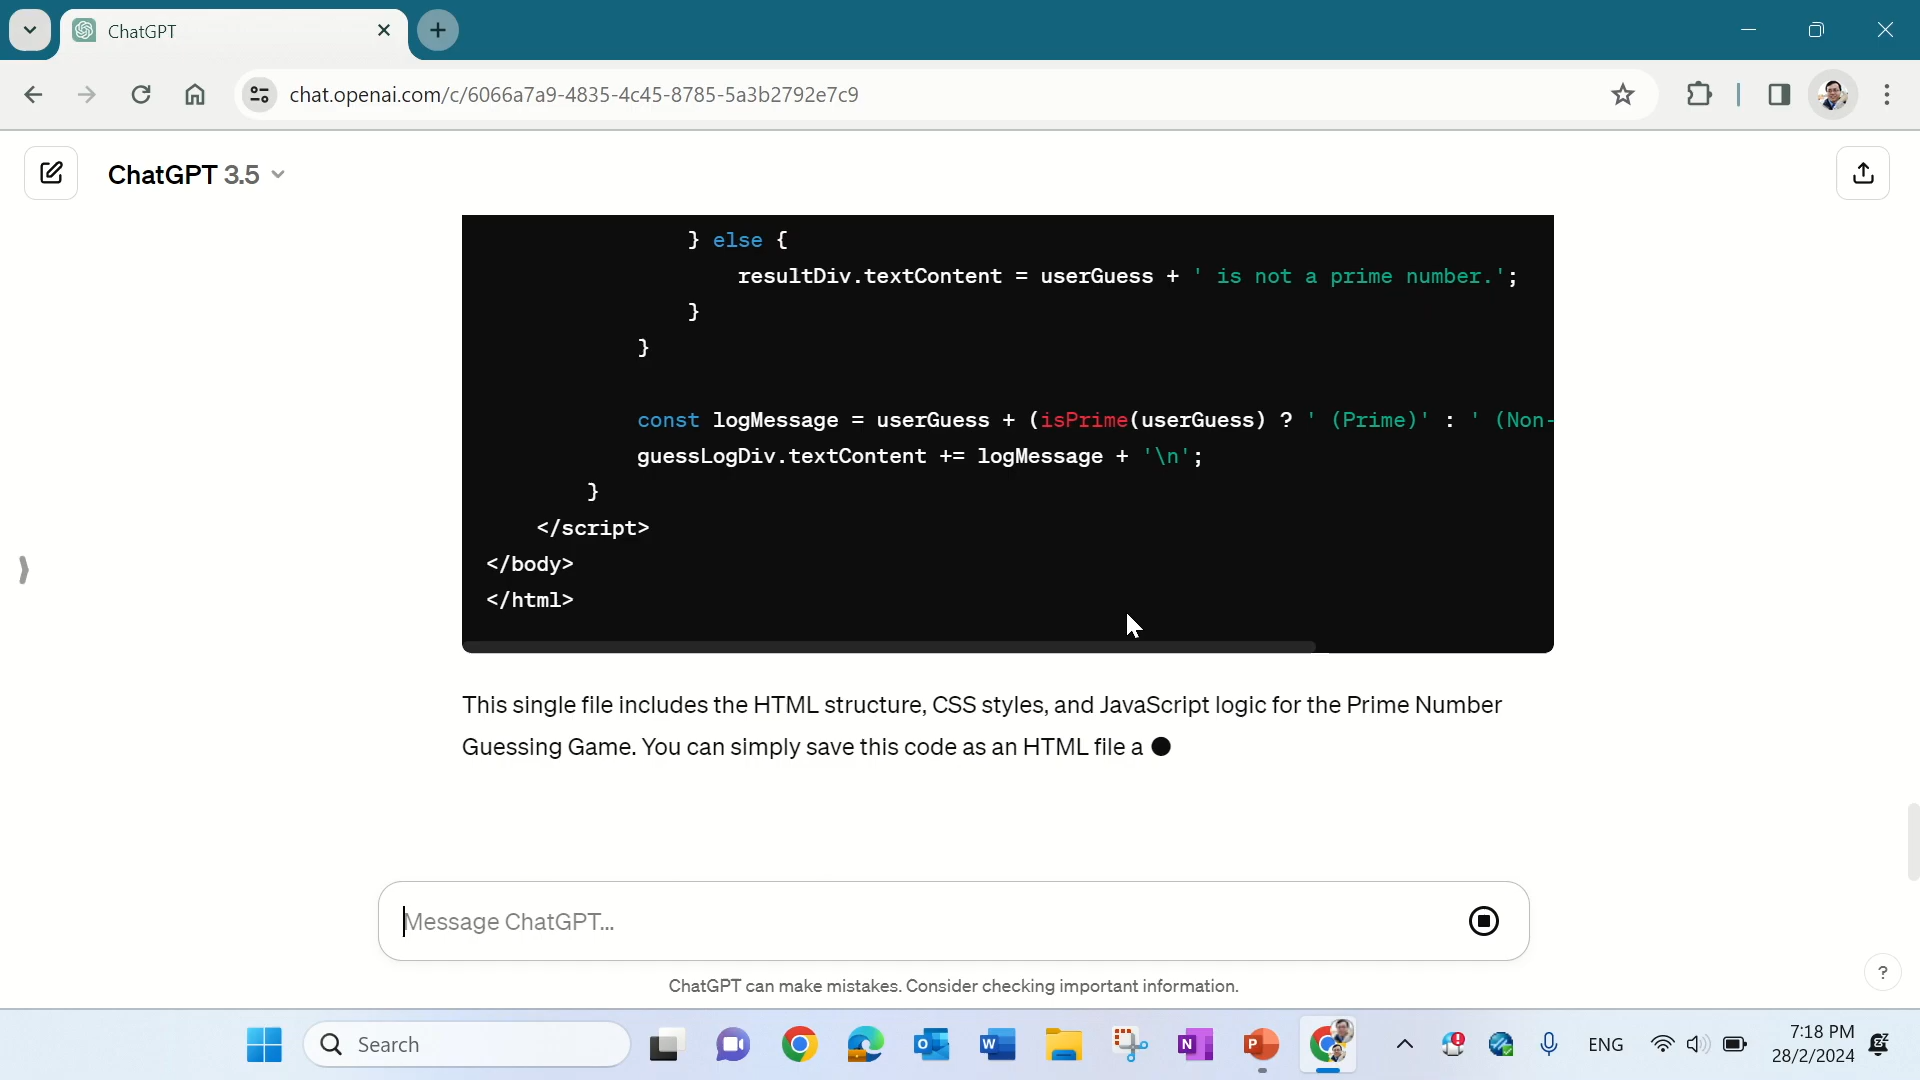 ChatGPT
chat.openai.com/c/6066a7a9-4835-4c45-8785-5a3b2792e7c9
ChatGPT 3.5
} else {
resultDiv.textContent = userGuess + ' is not a prime number.';
}
}
const logMessage = userGuess + (isPrime(userGuess) ? ' (Prime)' : ' (Non-
guessLogDiv.textContent += logMessage + '\n';
}
</script>
</body>
</html>
This single file includes the HTML structure, CSS styles, and JavaScript logic for the Prime Number
Guessing Game. You can simply save this code as an HTML file a
Message ChatGPT...
ChatGPT can make mistakes. Consider checking important information.
?
Search
ENG
7:18 PM
28/2/2024